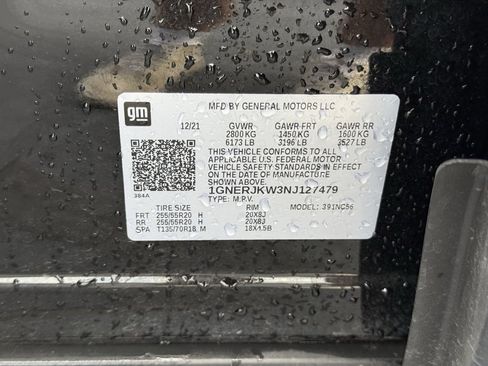 gm
MFD BY GENERAL MOTORS LLC
12/21 GVWR GAWR FRT GAWR RR
2800 KG 1450 KG 1600 KG
6173 LB 3196 LB 3527 LB
THIS VEHICLE CONFORMS TO ALL
APPLICABLE U.S. FEDERAL MOTOR
VEHICLE SAFETY STANDARDS IN EFFECT
ON THE DATE OF MANUFACTURE
SHOWN ABOVE.
1GNERJKW3NJ127479
384A TYPE: M.P.V. MODEL: 391NC56
TIRE SIZE RIM
FRT 255/55R20 H 20X8J
RR 255/55R20 H 20X8J
SPA T135/70R18 M 18X4.5B